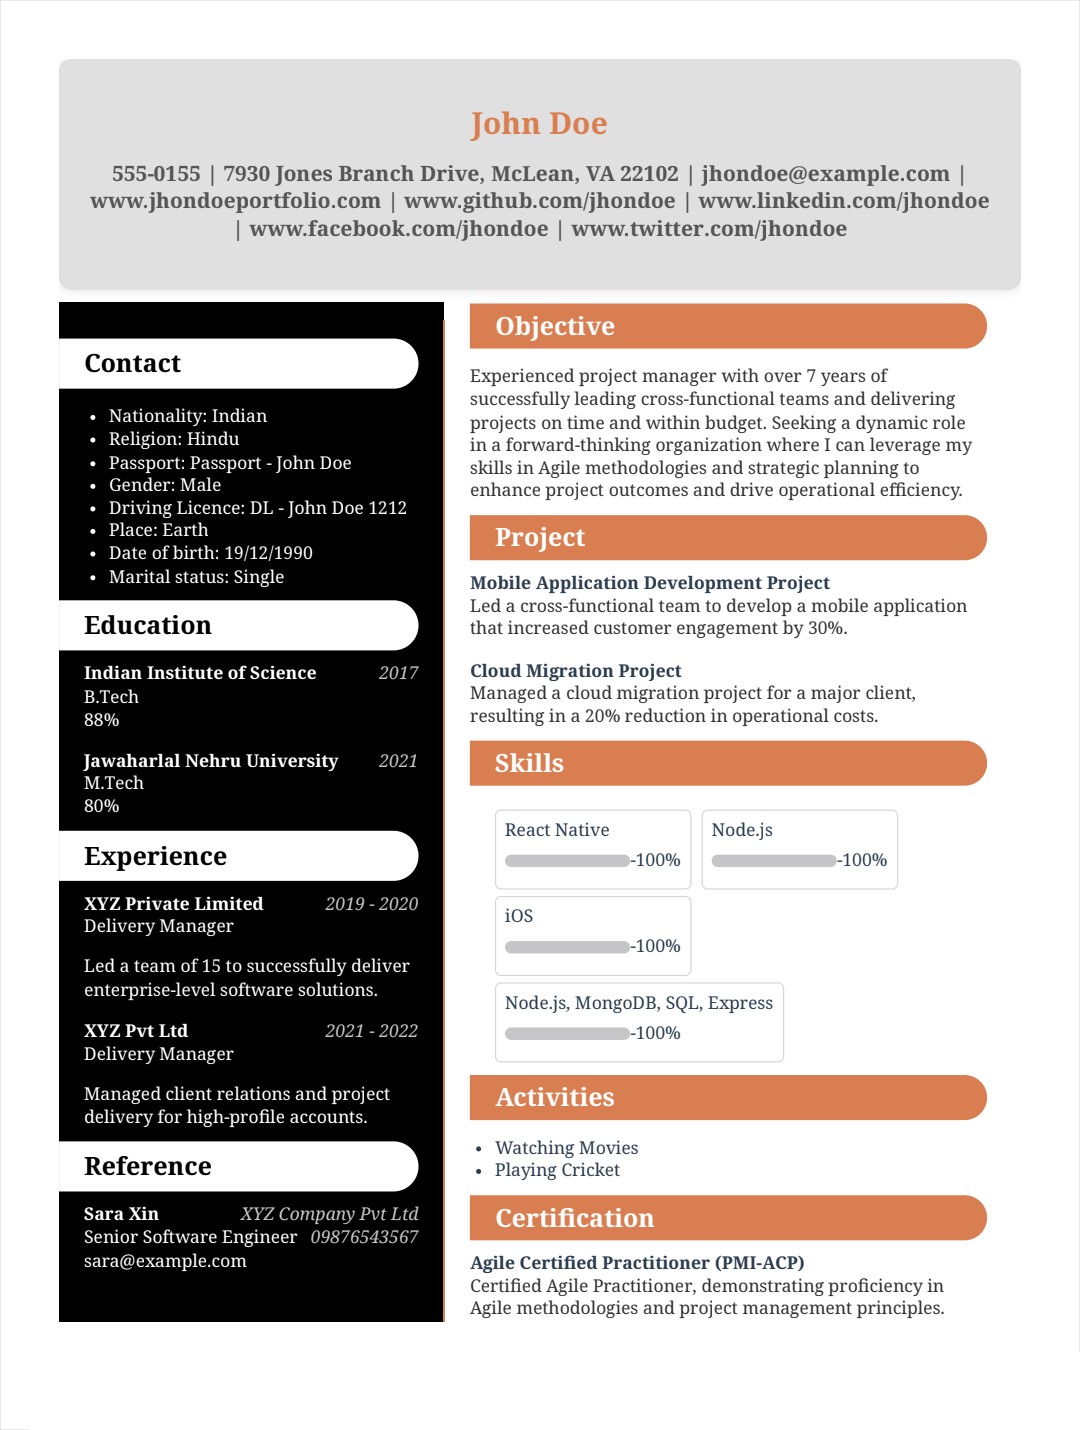 John Doe
555-0155 | 7930 Jones Branch Drive, McLean, VA 22102 | jhondoe@example.com |
www.jhondoeportfolio.com | www.github.com/jhondoe | www.linkedin.com/jhondoe
| www.facebook.com/jhondoe | www.twitter.com/jhondoe
Contact
• Nationality: Indian
• Religion: Hindu
• Passport: Passport - John Doe
• Gender: Male
• Driving Licence: DL - John Doe 1212
• Place: Earth
• Date of birth: 19/12/1990
• Marital status: Single
Education
Indian Institute of Science 2017
B.Tech
88%
Jawaharlal Nehru University 2021
M.Tech
80%
Experience
XYZ Private Limited 2019 - 2020
Delivery Manager
Led a team of 15 to successfully deliver
enterprise-level software solutions.
XYZ Pvt Ltd 2021 - 2022
Delivery Manager
Managed client relations and project
delivery for high-profile accounts.
Reference
Sara Xin XYZ Company Pvt Ltd
Senior Software Engineer 09876543567
sara@example.com
Objective
Experienced project manager with over 7 years of
successfully leading cross-functional teams and delivering
projects on time and within budget. Seeking a dynamic role
in a forward-thinking organization where I can leverage my
skills in Agile methodologies and strategic planning to
enhance project outcomes and drive operational efficiency.
Project
Mobile Application Development Project
Led a cross-functional team to develop a mobile application
that increased customer engagement by 30%.
Cloud Migration Project
Managed a cloud migration project for a major client,
resulting in a 20% reduction in operational costs.
Skills
React Native
-100%
Node.js
-100%
iOS
-100%
Node.js, MongoDB, SQL, Express
-100%
Activities
• Watching Movies
• Playing Cricket
Certification
Agile Certified Practitioner (PMI-ACP)
Certified Agile Practitioner, demonstrating proficiency in
Agile methodologies and project management principles.